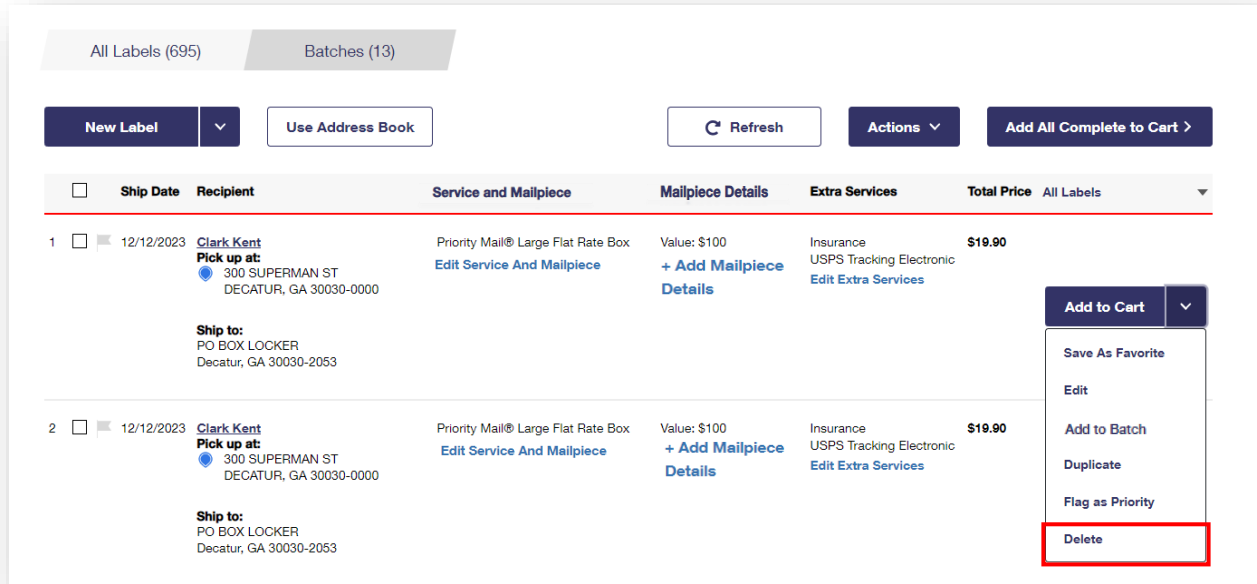 All Labels (695)
Batches (13)
New Label
Use Address Book
Refresh
Actions
Add All Complete to Cart
Ship Date Recipient Service and Mailpiece Mailpiece Details Extra Services Total Price All Labels
1 12/12/2023 Clark Kent Priority Mail® Large Flat Rate Box Value: $100 Insurance $19.90
Pick up at: Edit Service And Mailpiece + Add Mailpiece USPS Tracking Electronic
300 SUPERMAN ST Details Edit Extra Services
DECATUR, GA 30030-0000
Add to Cart
Ship to:
PO BOX LOCKER
Decatur, GA 30030-2053
Save As Favorite
Edit
Add to Batch
Duplicate
Flag as Priority
Delete
2 12/12/2023 Clark Kent Priority Mail® Large Flat Rate Box Value: $100 Insurance $19.90
Pick up at: Edit Service And Mailpiece + Add Mailpiece USPS Tracking Electronic
300 SUPERMAN ST Details Edit Extra Services
DECATUR, GA 30030-0000
Ship to:
PO BOX LOCKER
Decatur, GA 30030-2053